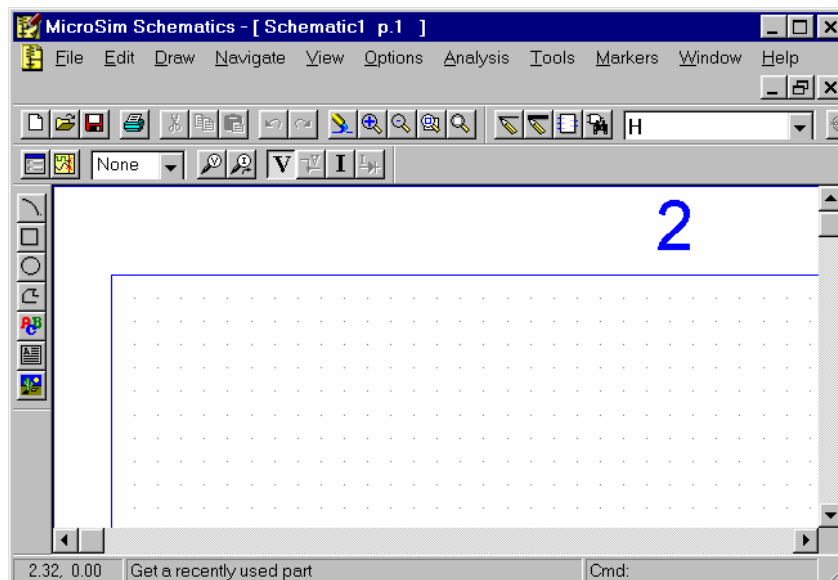 MicroSim Schematics - [ Schematic1 p.1 ]
File Edit Draw Navigate View Options Analysis Tools Markers Window Help
H
None V I
2
2.32, 0.00 Get a recently used part Cmd: